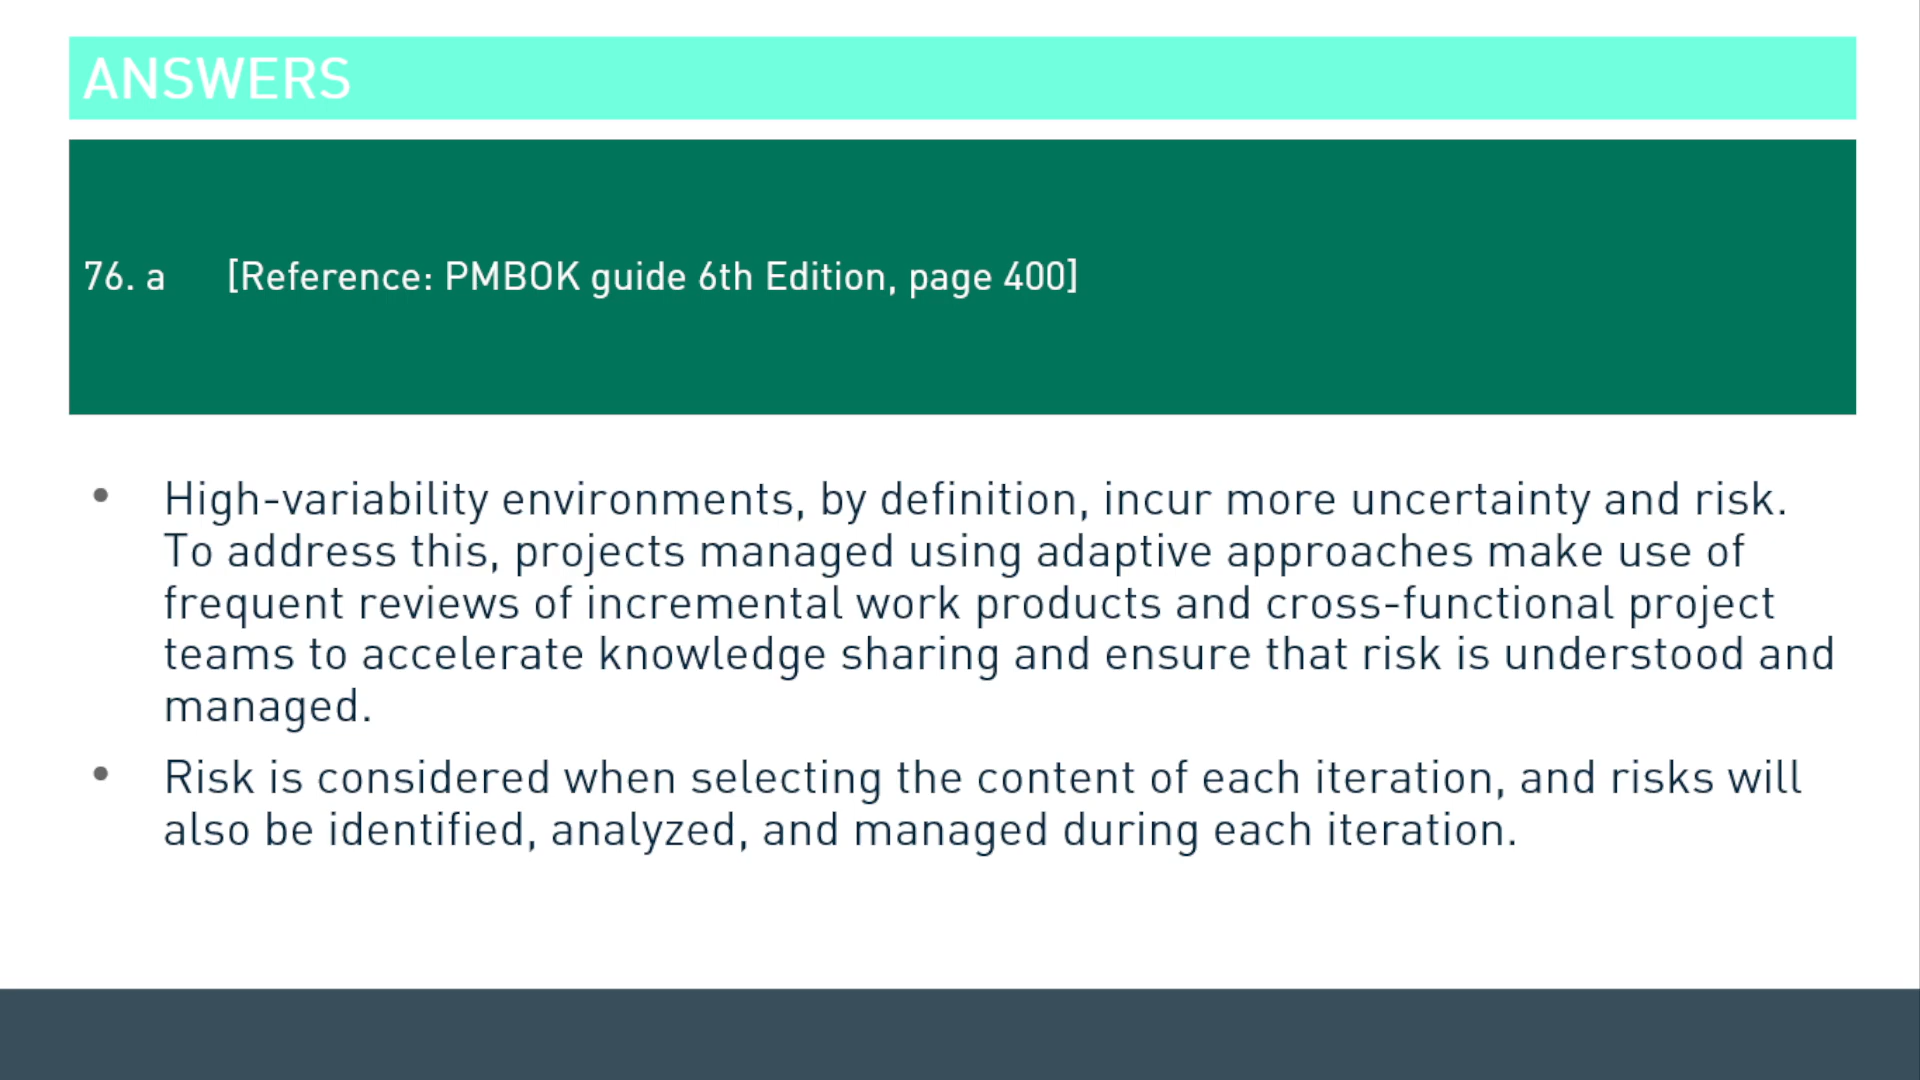 ANSWERS
76. a [Reference: PMBOK guide 6th Edition, page 400]
• High-variability environments, by definition, incur more uncertainty and risk.
To address this, projects managed using adaptive approaches make use of
frequent reviews of incremental work products and cross-functional project
teams to accelerate knowledge sharing and ensure that risk is understood and
managed.
• Risk is considered when selecting the content of each iteration, and risks will
also be identified, analyzed, and managed during each iteration.